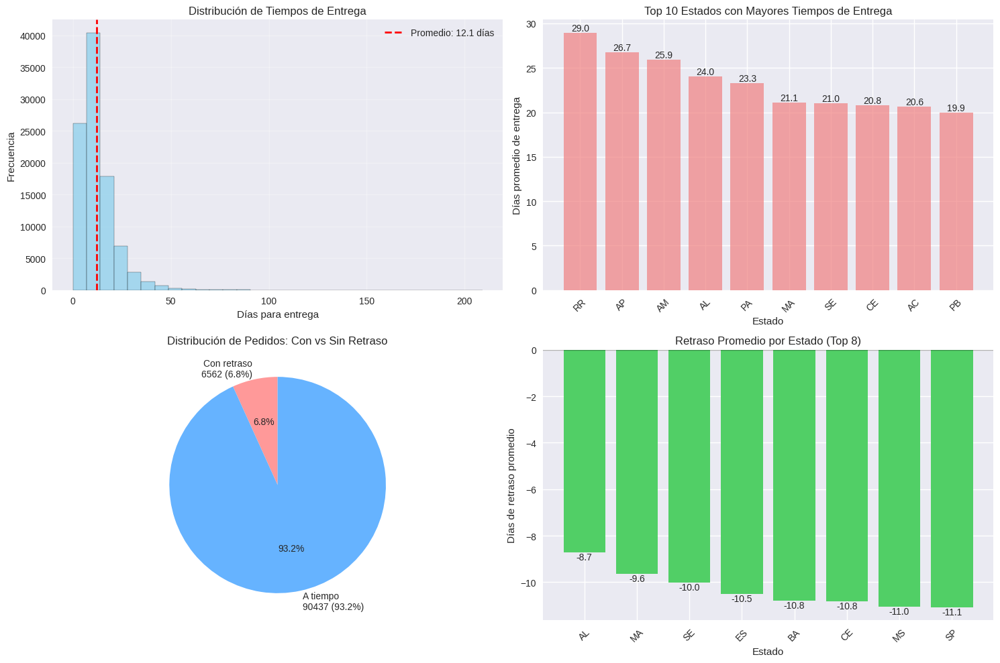 Distribución de Tiempos de Entrega
Frecuencia
40000
35000
30000
25000
20000
15000
10000
5000
0
Promedio: 12.1 días
0 50 100 150 200
Días para entrega
Top 10 Estados con Mayores Tiempos de Entrega
Días promedio de entrega
30
25
20
15
10
5
0
29.0 26.7 25.9 24.0 23.3 21.1 21.0 20.8 20.6 19.9
RR AP AM AL PA MA SE CE AC PB
Estado
Distribución de Pedidos: Con vs Sin Retraso
Con retraso
6562 (6.8%)
6.8%
93.2%
A tiempo
90437 (93.2%)
Retraso Promedio por Estado (Top 8)
Días de retraso promedio
0
−2
−4
−6
−8
−10
-8.7 -9.6 -10.0 -10.5 -10.8 -10.8 -11.0 -11.1
AL MA SE ES BA CE MS SP
Estado